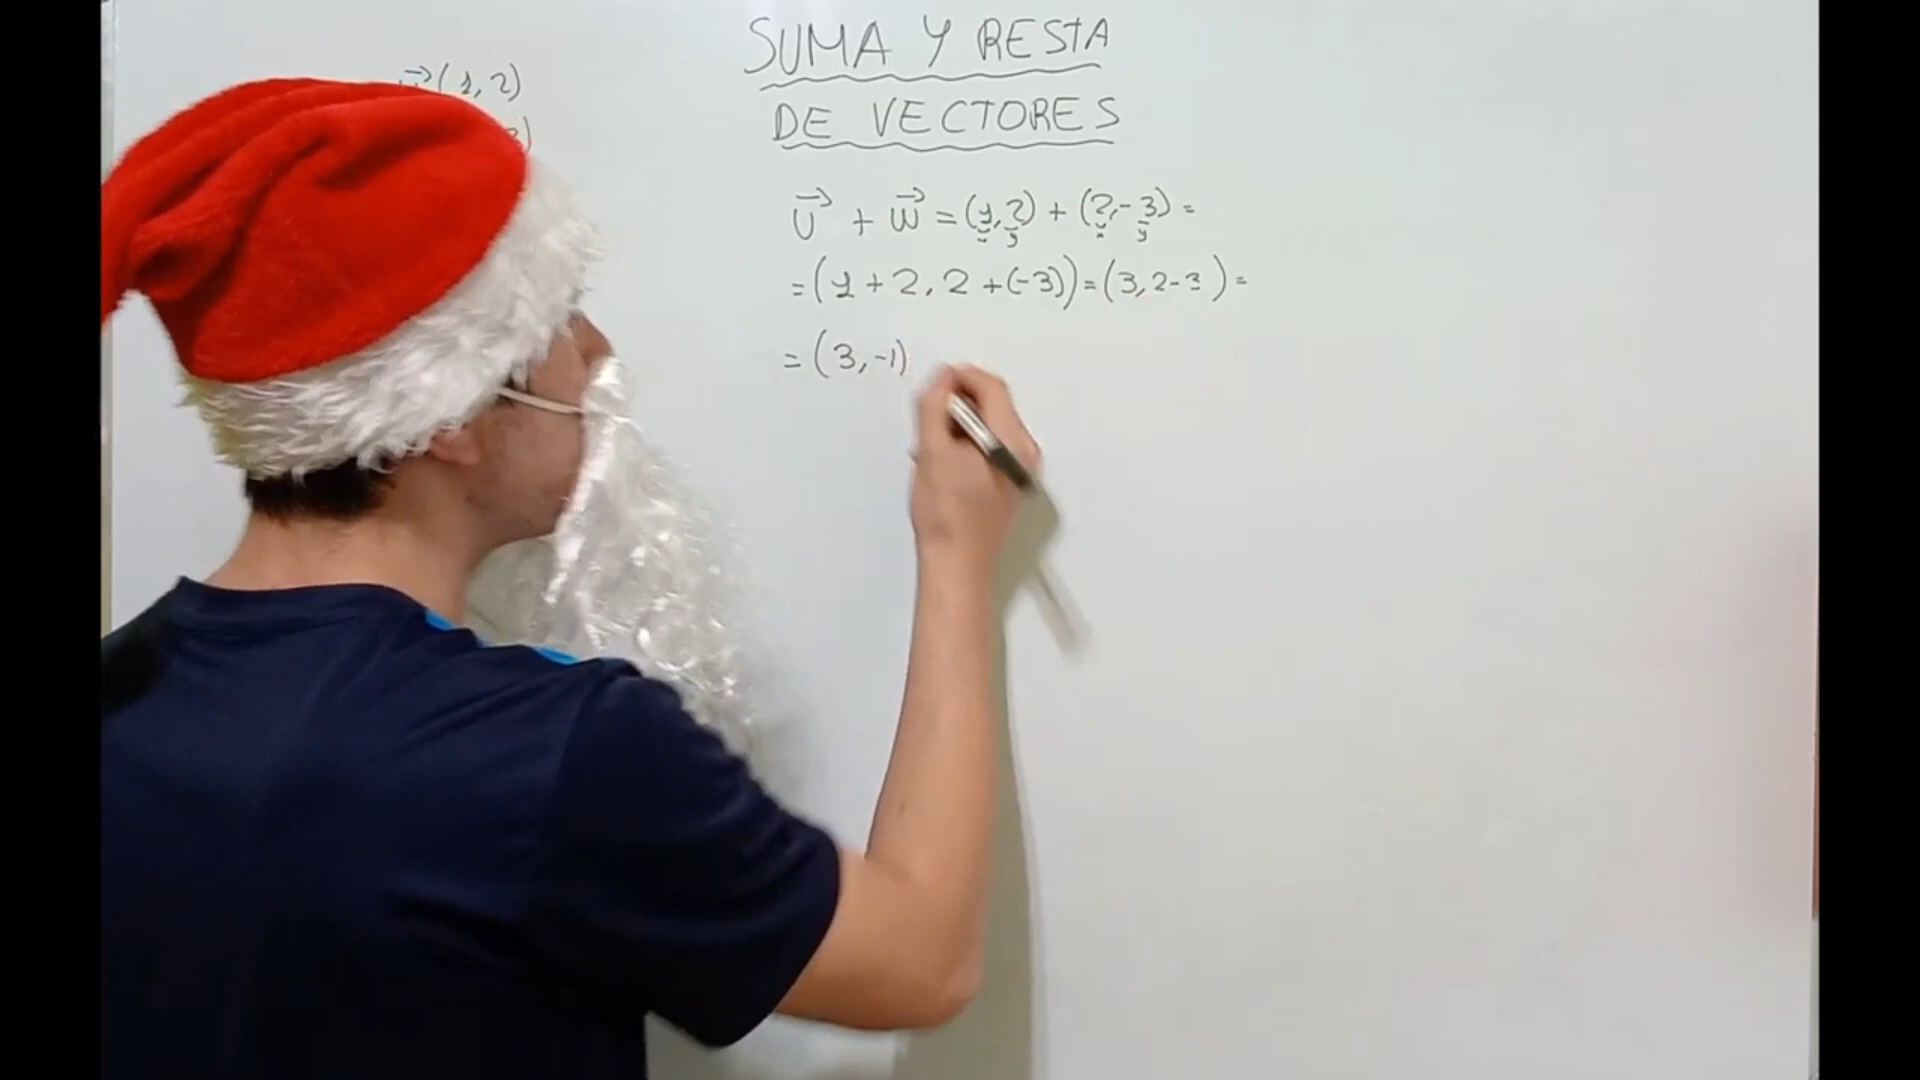 (1, 2)
SUMA Y RESTA
DE VECTORES
U⃗ + W⃗ = (1, 2) + (2, -3) =
x y x y
= (1 + 2, 2 + (-3)) = (3, 2 - 3) =
= (3, -1)